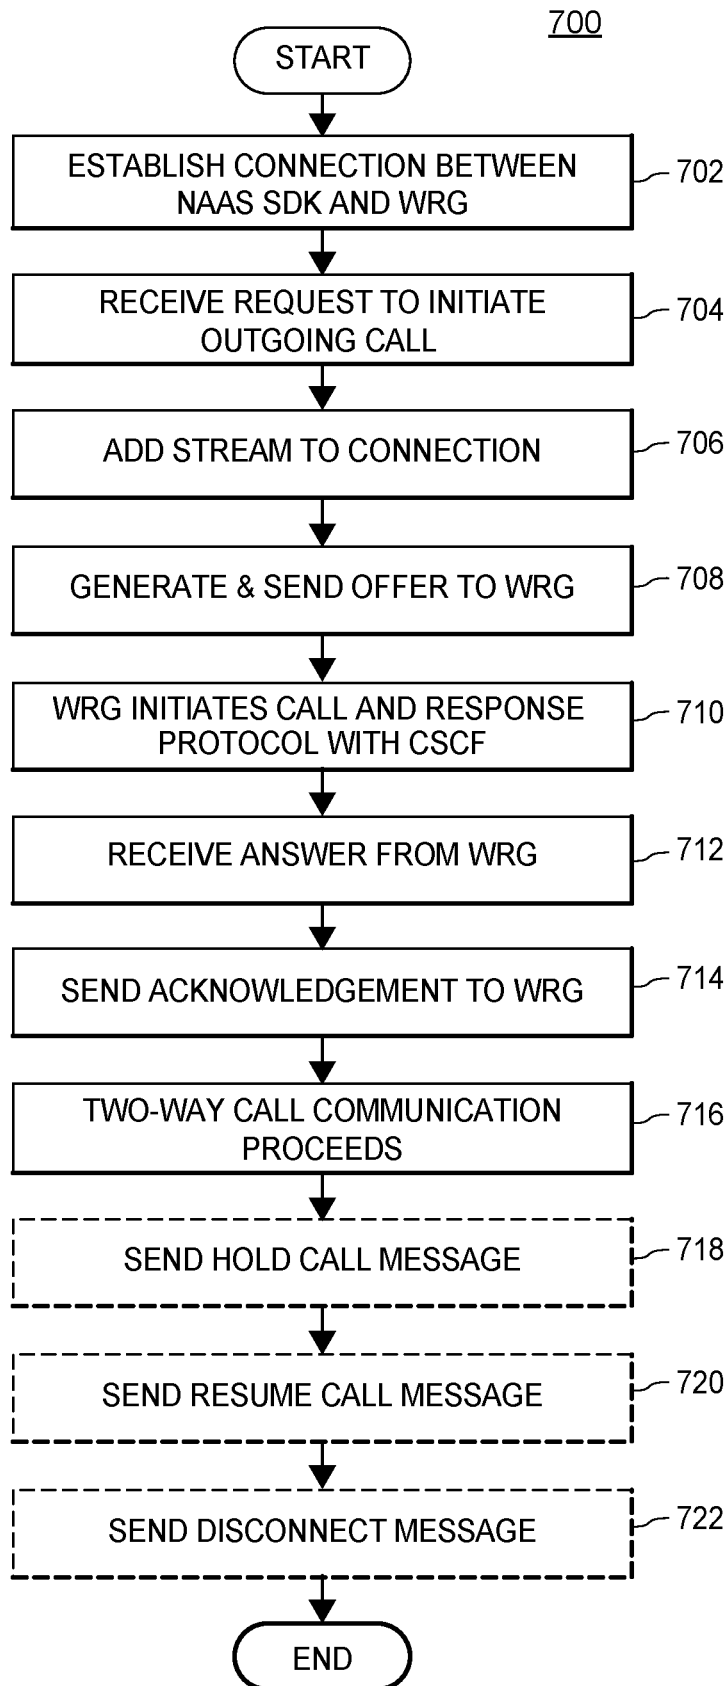 700
START
ESTABLISH CONNECTION BETWEEN
NAAS SDK AND WRG
702
RECEIVE REQUEST TO INITIATE
OUTGOING CALL
704
ADD STREAM TO CONNECTION
706
GENERATE & SEND OFFER TO WRG
708
WRG INITIATES CALL AND RESPONSE
PROTOCOL WITH CSCF
710
RECEIVE ANSWER FROM WRG
712
SEND ACKNOWLEDGEMENT TO WRG
714
TWO-WAY CALL COMMUNICATION
PROCEEDS
716
SEND HOLD CALL MESSAGE
718
SEND RESUME CALL MESSAGE
720
SEND DISCONNECT MESSAGE
722
END